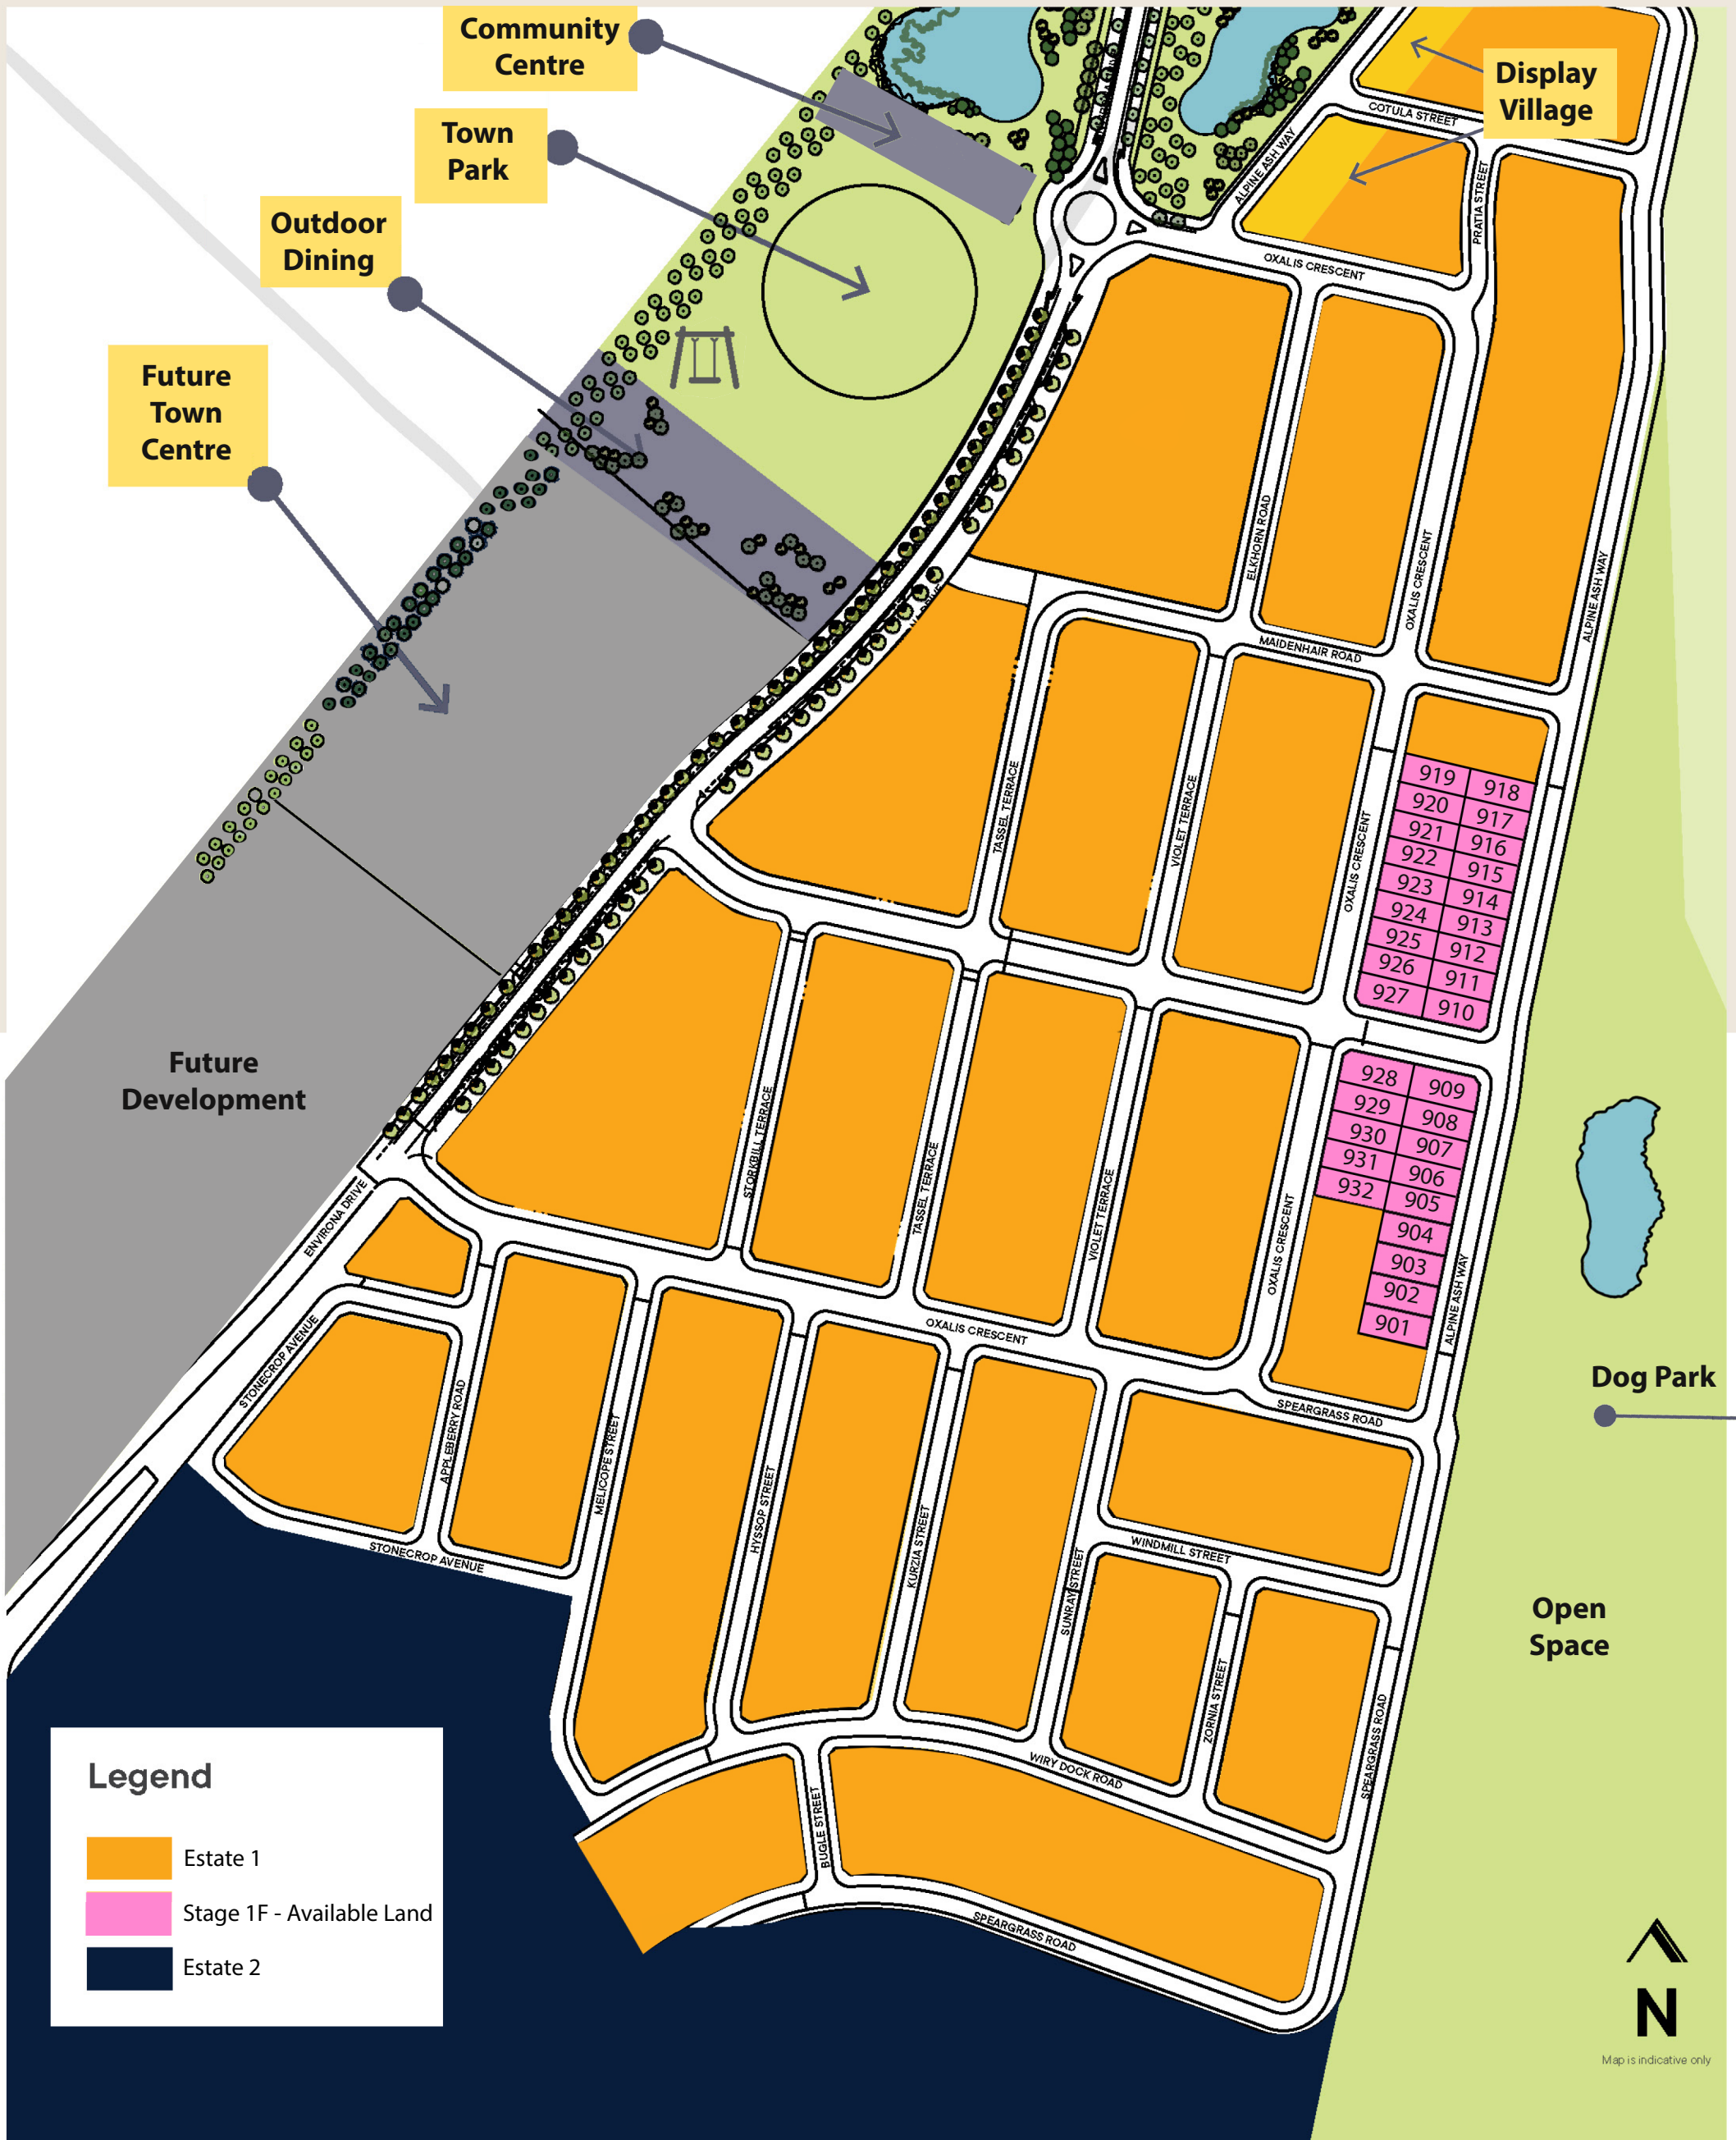 Community
Centre
Town
Park
Outdoor
Dining
Future
Town
Centre
Display
Village
COTULA STREET
ALPINE ASH WAY
PRATIA STREET
OXALIS CRESCENT
ELKHORN ROAD
OXALIS CRESCENT
ALPINE ASH WAY
MAIDENHAIR ROAD
TASSEL TERRACE
VIOLET TERRACE
OXALIS CRESCENT
919 918
920 917
921 916
922 915
923 914
924 913
925 912
926 911
927 910
928 909
929 908
930 907
931 906
932 905
904
903
902
901
Future
Development
STORKBILL TERRACE
TASSEL TERRACE
VIOLET TERRACE
OXALIS CRESCENT
ALPINE ASH WAY
ENVIRONA DRIVE
STONECROP AVENUE
OXALIS CRESCENT
Dog Park
SPEARGRASS ROAD
APPLEBERRY ROAD
MELICOPE STREET
HYSSOP STREET
KURZIA STREET
SUNRAY STREET
WINDMILL STREET
STONECROP AVENUE
Open
Space
ZORNIA STREET
SPEARGRASS ROAD
WIRY DOCK ROAD
BUGLE STREET
SPEARGRASS ROAD
Legend
Estate 1
Stage 1F - Available Land
Estate 2
N
Map is indicative only